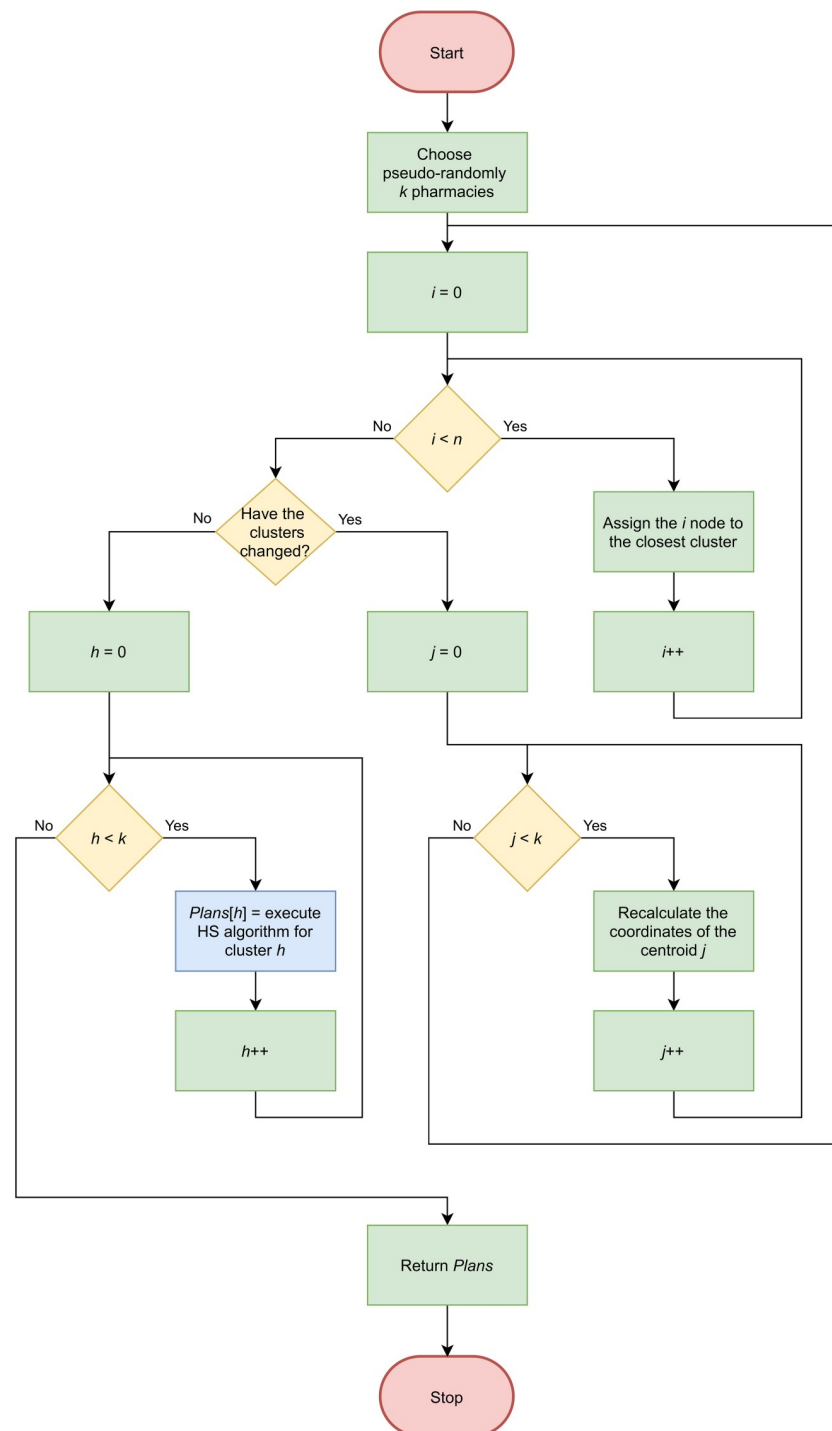 Start
Choose
pseudo-randomly
k pharmacies
i = 0
No
i < n
Yes
Have the
clusters
changed?
No
Yes
Assign the i node to
the closest cluster
h = 0
j = 0
i++
No
h < k
Yes
No
j < k
Yes
Plans[h] = execute
HS algorithm for
cluster h
Recalculate the
coordinates of the
centroid j
h++
j++
Return Plans
Stop